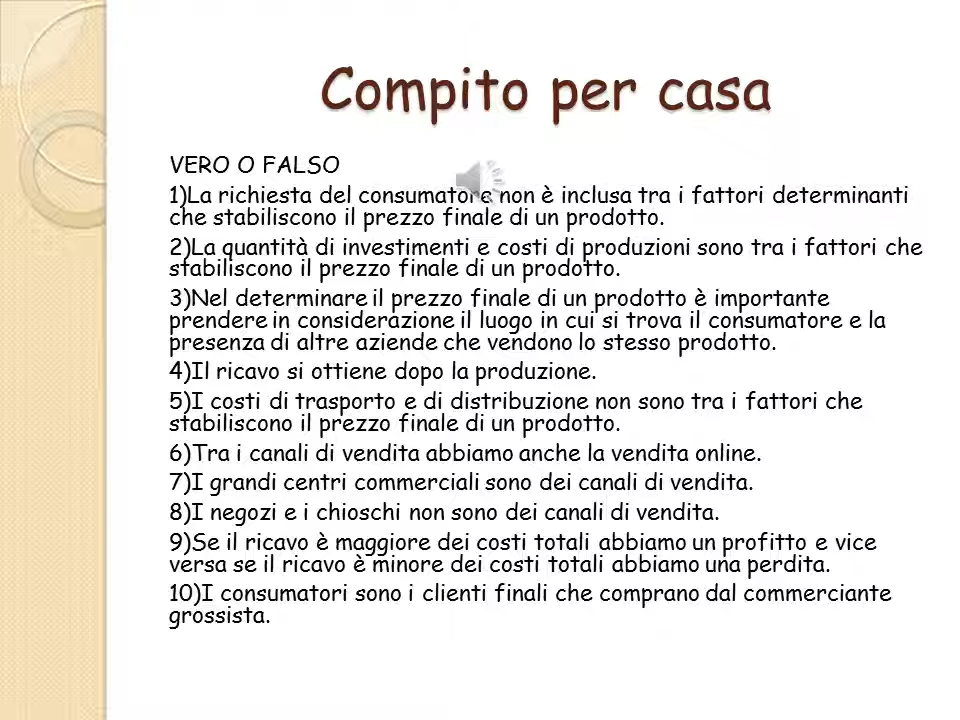 Compito per casa
VERO O FALSO
1)La richiesta del consumatore non è inclusa tra i fattori determinanti
che stabiliscono il prezzo finale di un prodotto.
2)La quantità di investimenti e costi di produzioni sono tra i fattori che
stabiliscono il prezzo finale di un prodotto.
3)Nel determinare il prezzo finale di un prodotto è importante
prendere in considerazione il luogo in cui si trova il consumatore e la
presenza di altre aziende che vendono lo stesso prodotto.
4)Il ricavo si ottiene dopo la produzione.
5)I costi di trasporto e di distribuzione non sono tra i fattori che
stabiliscono il prezzo finale di un prodotto.
6)Tra i canali di vendita abbiamo anche la vendita online.
7)I grandi centri commerciali sono dei canali di vendita.
8)I negozi e i chioschi non sono dei canali di vendita.
9)Se il ricavo è maggiore dei costi totali abbiamo un profitto e vice
versa se il ricavo è minore dei costi totali abbiamo una perdita.
10)I consumatori sono i clienti finali che comprano dal commerciante
grossista.